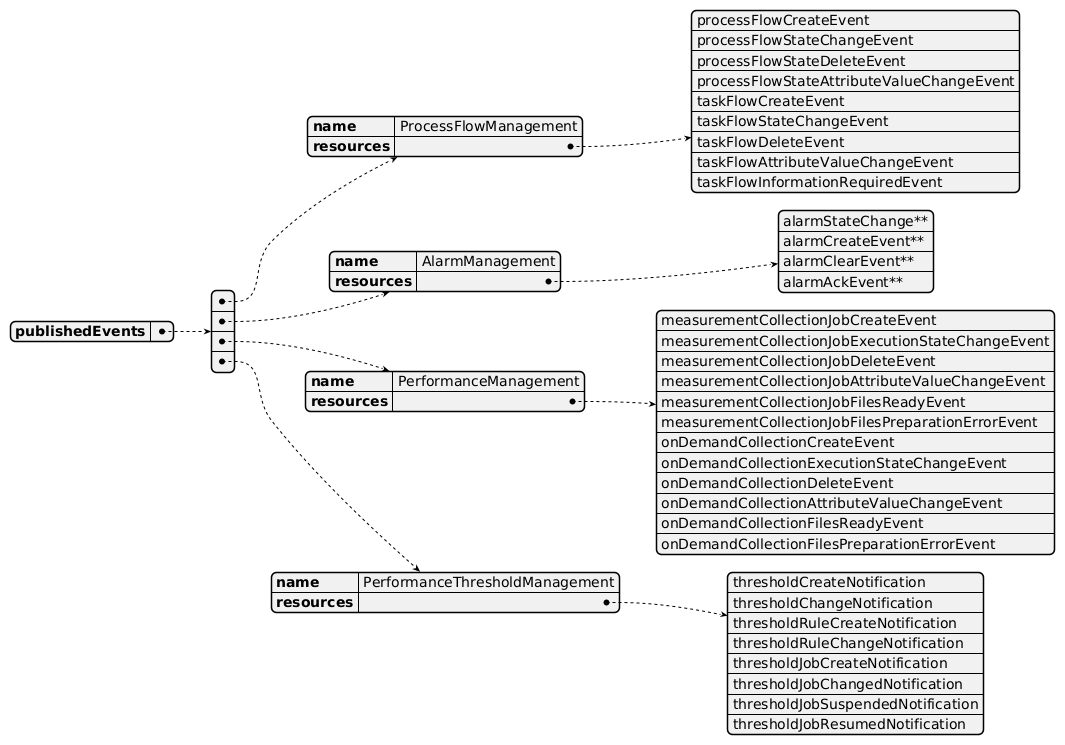 publishedEvents
name ProcessFlowManagement
resources
processFlowCreateEvent
processFlowStateChangeEvent
processFlowStateDeleteEvent
processFlowStateAttributeValueChangeEvent
taskFlowCreateEvent
taskFlowStateChangeEvent
taskFlowDeleteEvent
taskFlowAttributeValueChangeEvent
taskFlowInformationRequiredEvent
name AlarmManagement
resources
alarmStateChange**
alarmCreateEvent**
alarmClearEvent**
alarmAckEvent**
name PerformanceManagement
resources
measurementCollectionJobCreateEvent
measurementCollectionJobExecutionStateChangeEvent
measurementCollectionJobDeleteEvent
measurementCollectionJobAttributeValueChangeEvent
measurementCollectionJobFilesReadyEvent
measurementCollectionJobFilesPreparationErrorEvent
onDemandCollectionCreateEvent
onDemandCollectionExecutionStateChangeEvent
onDemandCollectionDeleteEvent
onDemandCollectionAttributeValueChangeEvent
onDemandCollectionFilesReadyEvent
onDemandCollectionFilesPreparationErrorEvent
name PerformanceThresholdManagement
resources
thresholdCreateNotification
thresholdChangeNotification
thresholdRuleCreateNotification
thresholdRuleChangeNotification
thresholdJobCreateNotification
thresholdJobChangedNotification
thresholdJobSuspendedNotification
thresholdJobResumedNotification